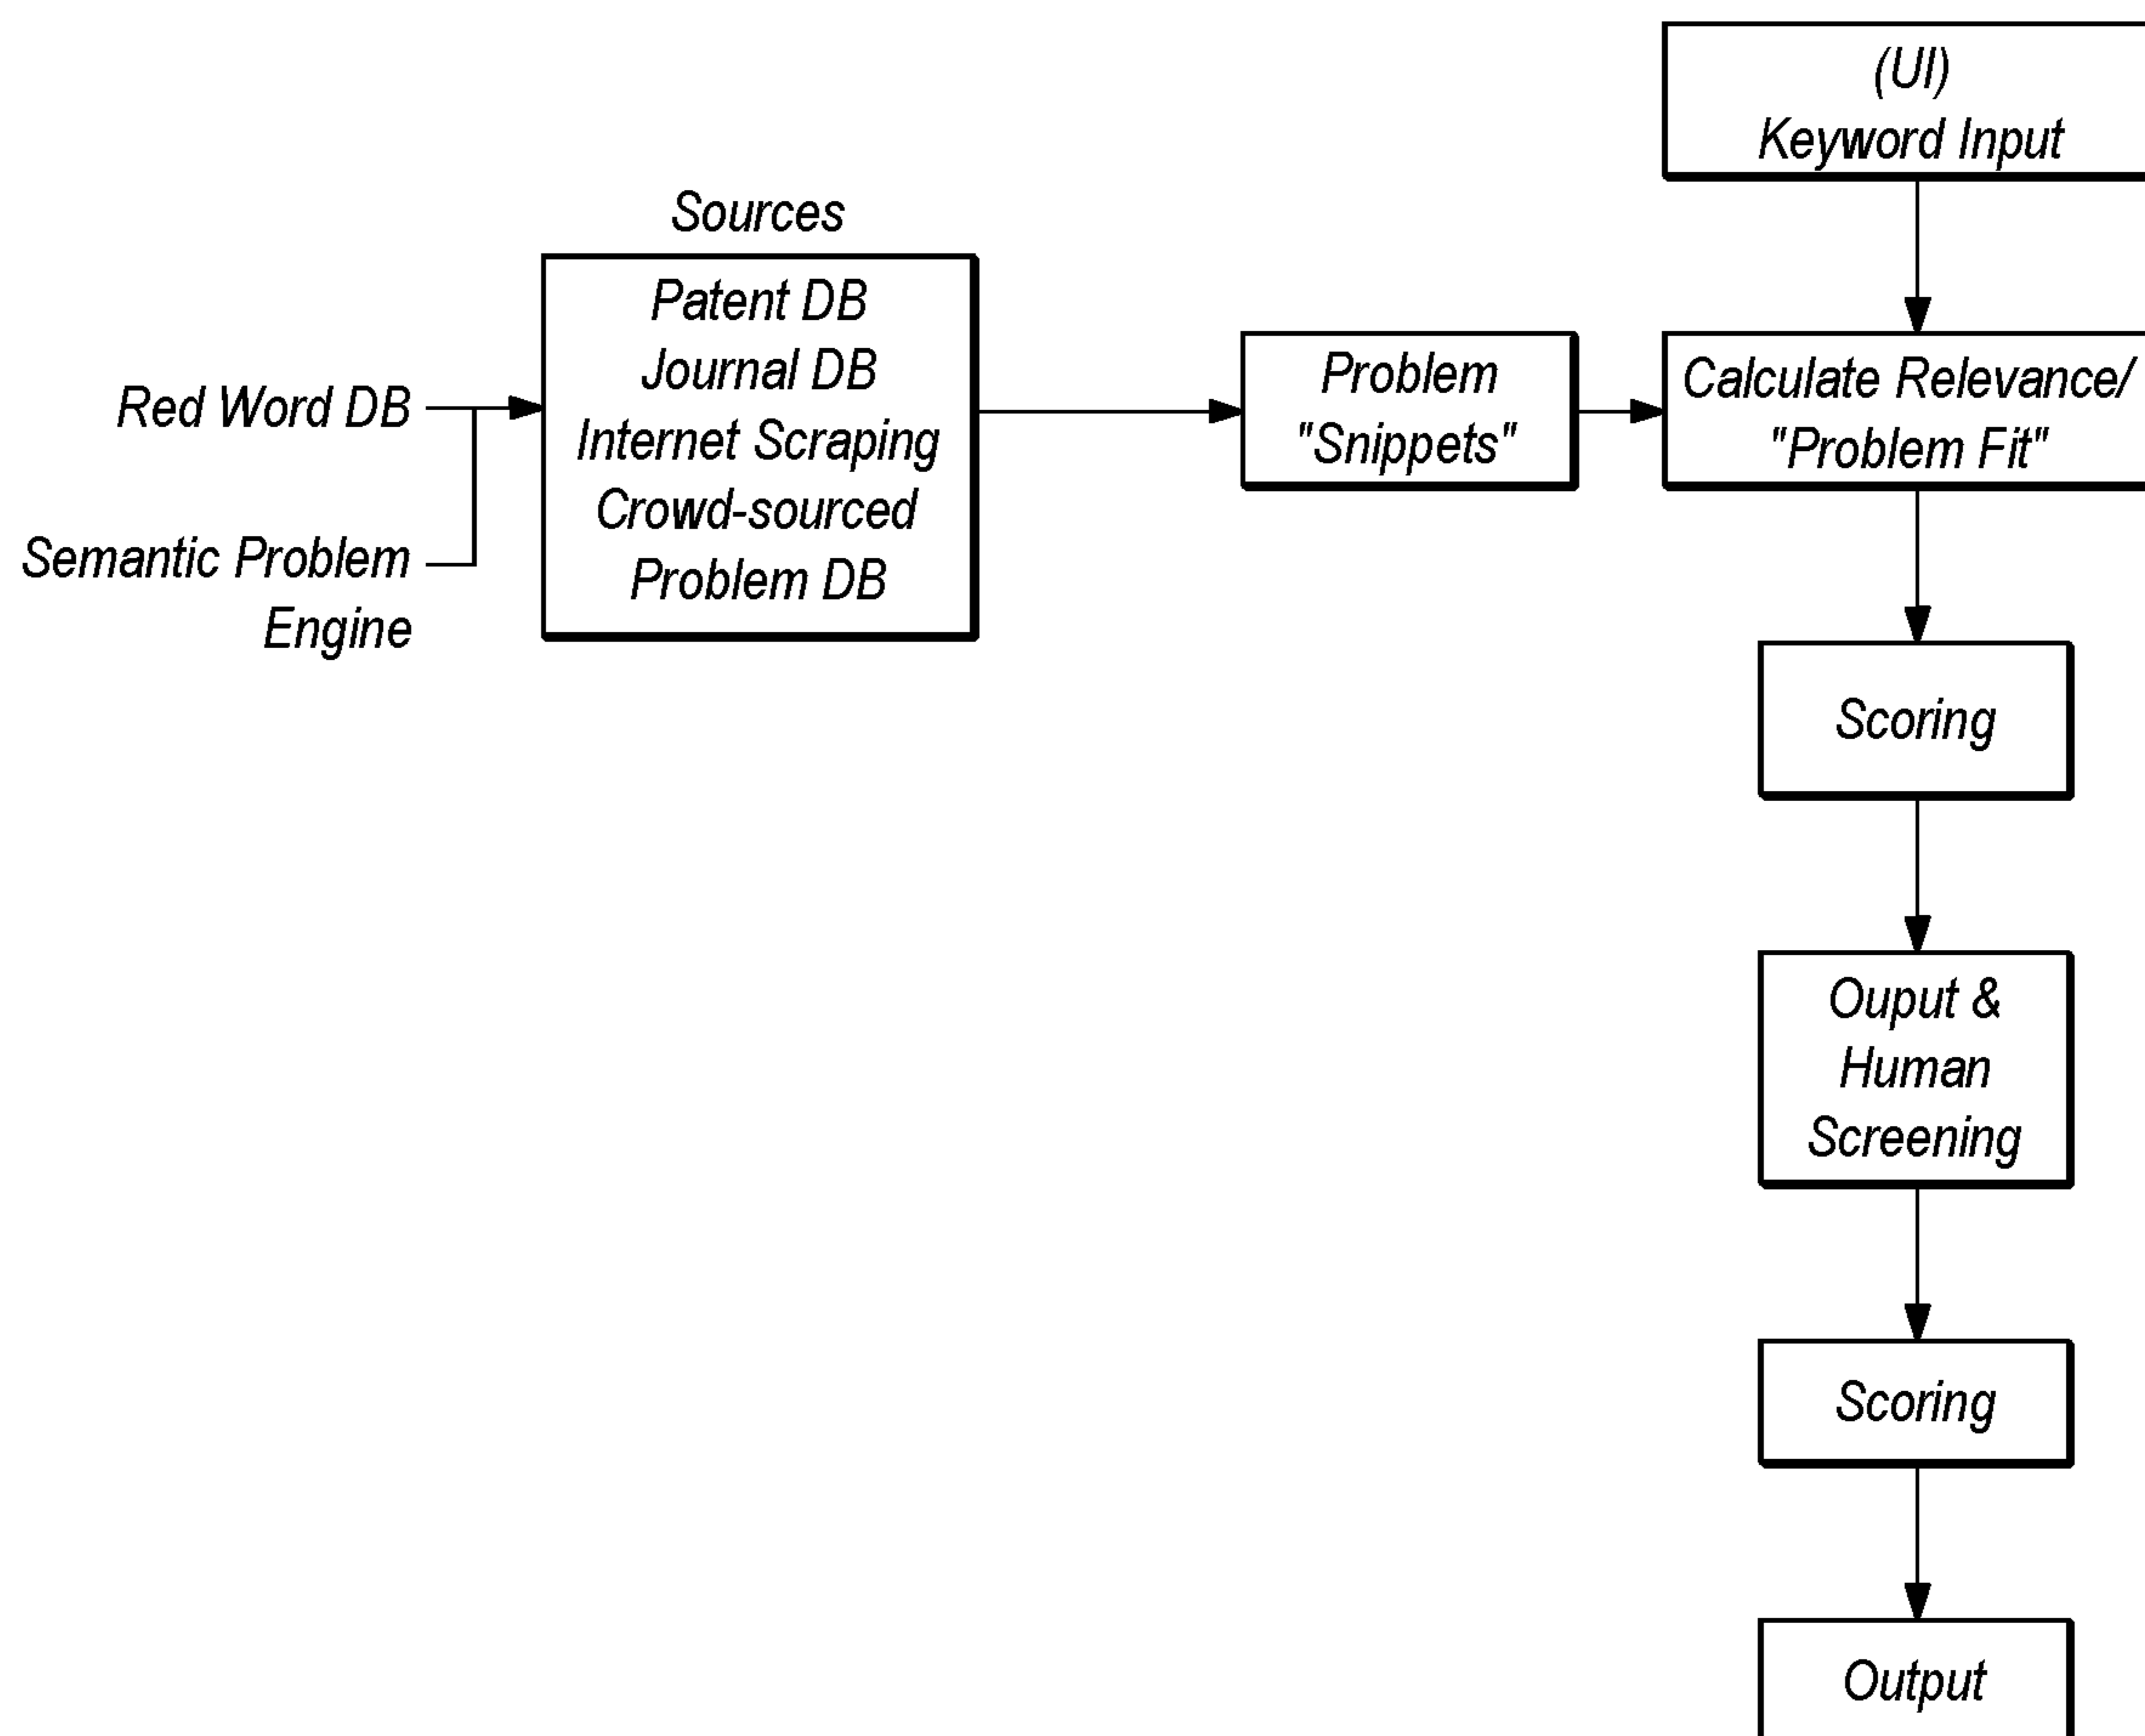 (UI)
Keyword Input
Sources
Patent DB
Journal DB
Internet Scraping
Crowd-sourced
Problem DB
Red Word DB
Semantic Problem
Engine
Problem
"Snippets"
Calculate Relevance/
"Problem Fit"
Scoring
Ouput &
Human
Screening
Scoring
Output